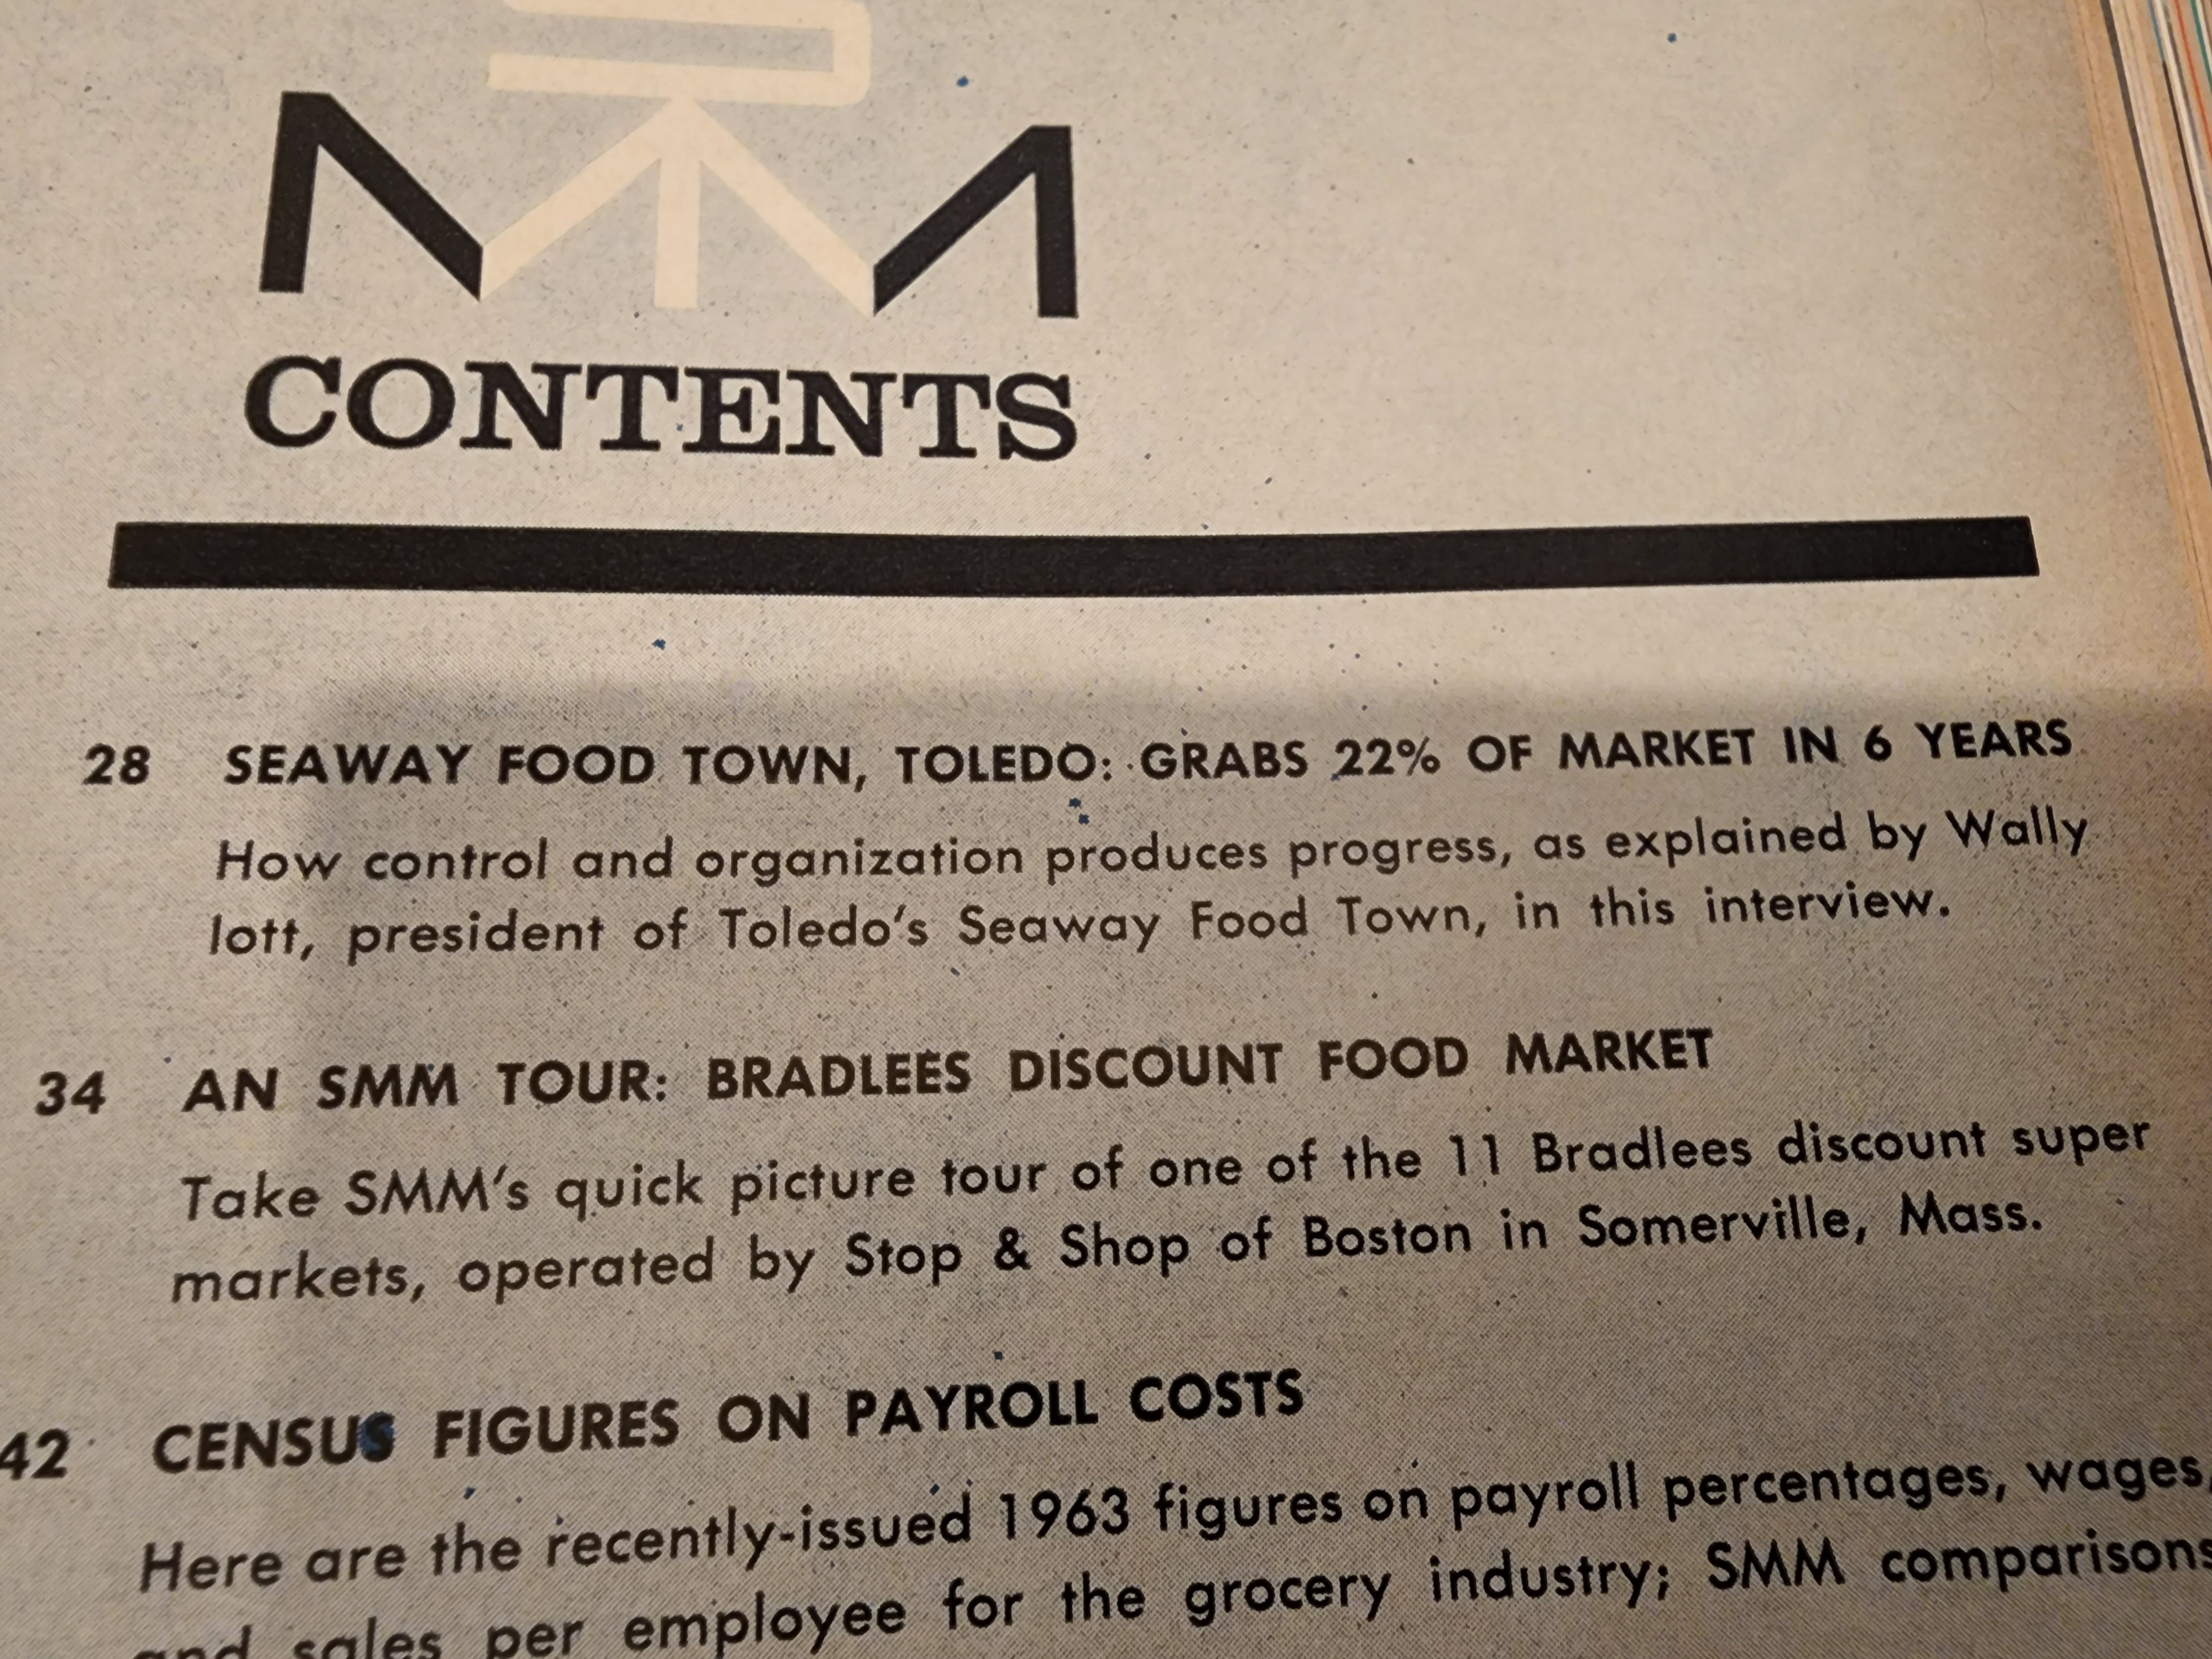 CONTENTS
28 SEAWAY FOOD TOWN, TOLEDO: GRABS 22% OF MARKET IN 6 YEARS
How control and organization produces progress, as explained by Wally
lott, president of Toledo's Seaway Food Town, in this interview.
34 AN SMM TOUR: BRADLEES DISCOUNT FOOD MARKET
Take SMM's quick picture tour of one of the 11 Bradlees discount super
markets, operated by Stop & Shop of Boston in Somerville, Mass.
42 CENSUS FIGURES ON PAYROLL COSTS
Here are the recently-issued 1963 figures on payroll percentages, wages,
and sales per employee for the grocery industry; SMM comparisons